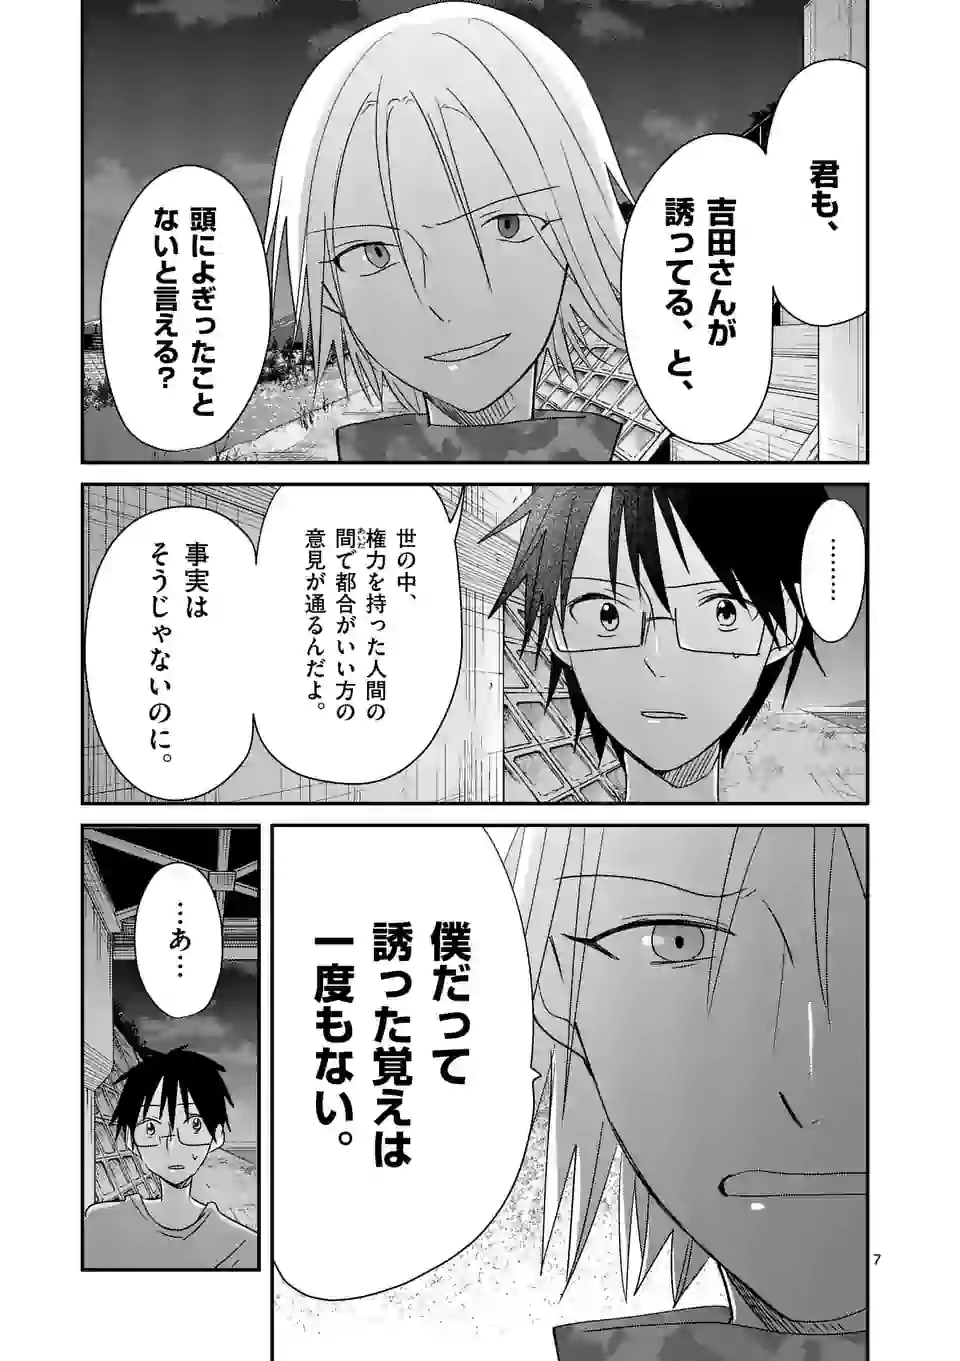 君も、
吉田さんが
誘ってる、と、
頭によぎったこと
ないと言える？
………
世の中、
権力を持った人間の
間で都合がいい方の
あいだ
意見が通るんだよ。
事実は
そうじゃないのに。
僕だって
誘った覚えは
一度もない。
…あ…
7